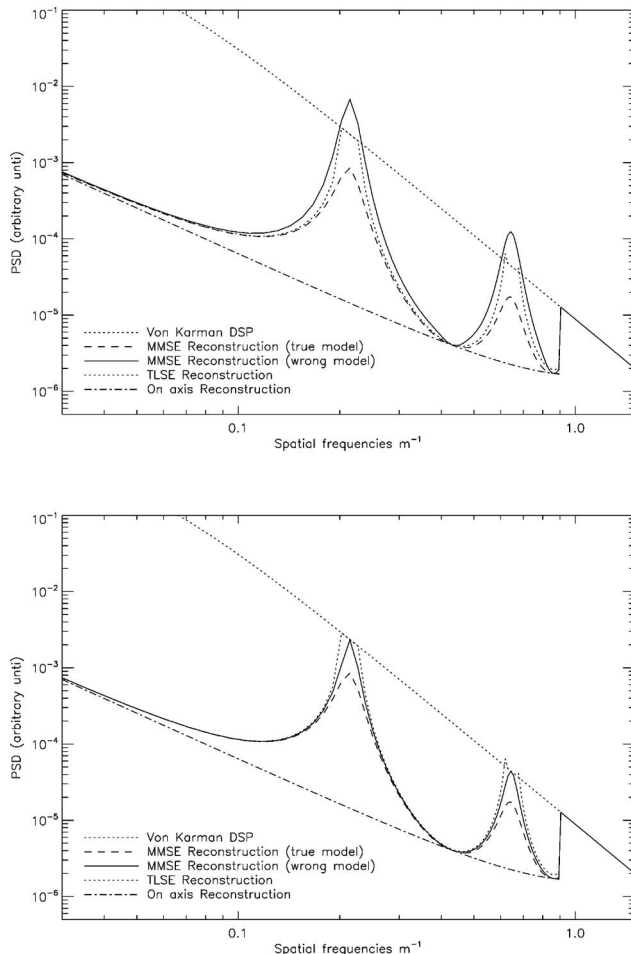 10⁻¹
10⁻²
10⁻³
10⁻⁴
10⁻⁵
10⁻⁶
PSD (arbitrary unti)
Von Karman DSP
MMSE Reconstruction (true model)
MMSE Reconstruction (wrong model)
TLSE Reconstruction
On axis Reconstruction
0.1 1.0
Spatial frequencies m⁻¹
10⁻¹
10⁻²
10⁻³
10⁻⁴
10⁻⁵
10⁻⁶
PSD (arbitrary unti)
Von Karman DSP
MMSE Reconstruction (true model)
MMSE Reconstruction (wrong model)
TLSE Reconstruction
On axis Reconstruction
0.1 1.0
Spatial frequencies m⁻¹